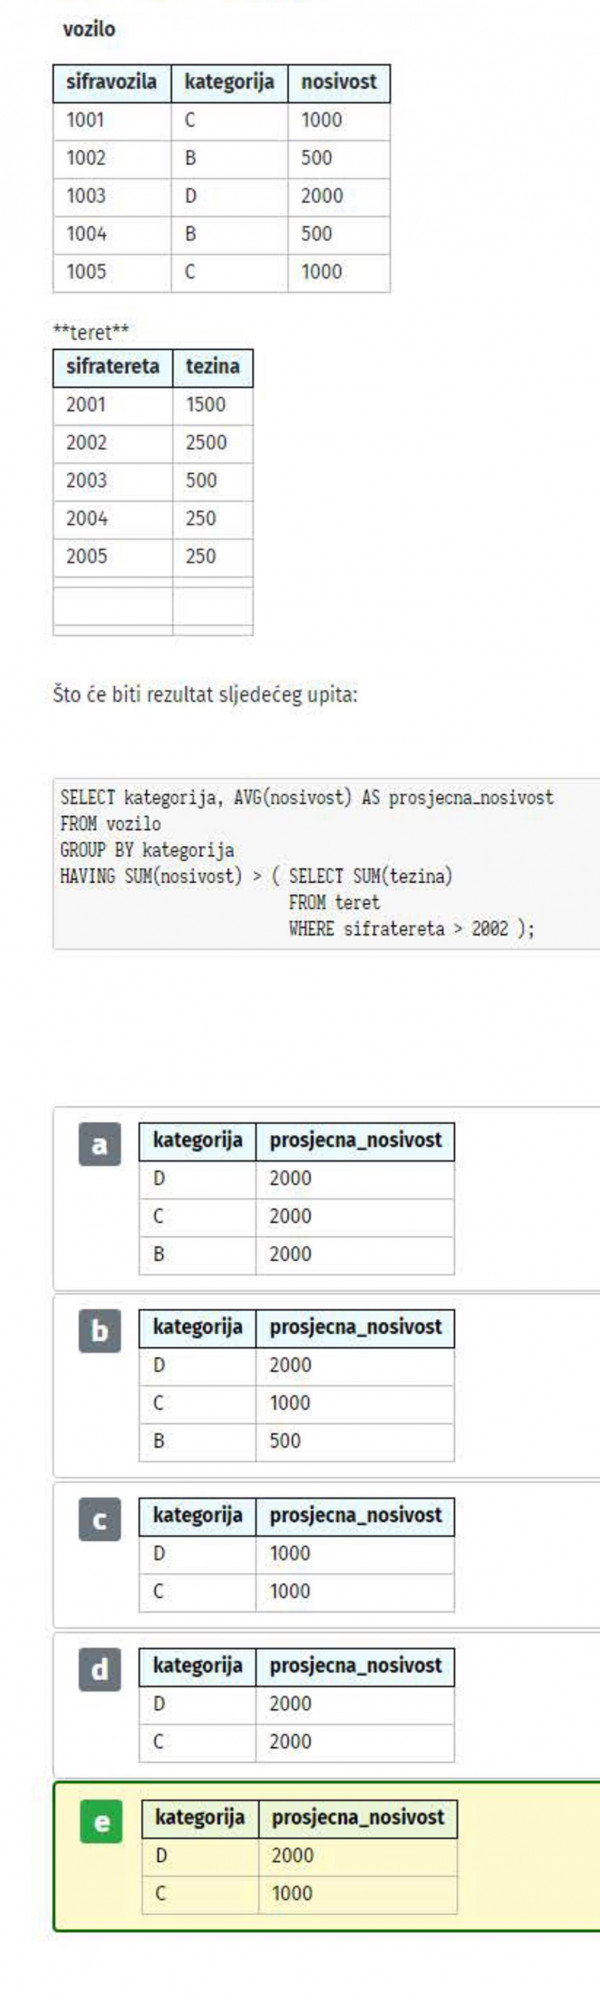 vozilo
sifravozila kategorija nosivost
1001 C 1000
1002 B 500
1003 D 2000
1004 B 500
1005 C 1000
**teret**
sifratereta tezina
2001 1500
2002 2500
2003 500
2004 250
2005 250
Što će biti rezultat sljedećeg upita:
SELECT kategorija, AVG(nosivost) AS prosjecna_nosivost
FROM vozilo
GROUP BY kategorija
HAVING SUM(nosivost) > ( SELECT SUM(tezina)
FROM teret
WHERE sifratereta > 2002 );
a
kategorija prosjecna_nosivost
D 2000
C 2000
B 2000
b
kategorija prosjecna_nosivost
D 2000
C 1000
B 500
c
kategorija prosjecna_nosivost
D 1000
C 1000
d
kategorija prosjecna_nosivost
D 2000
C 2000
e
kategorija prosjecna_nosivost
D 2000
C 1000